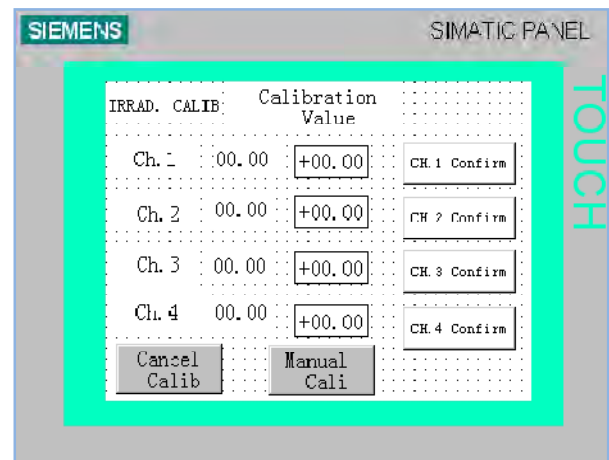 SIEMENS
SIMATIC PANEL
TOUCH
IRRAD. CALIB
Calibration
Value
Ch. 1 00.00 +00.00 CH.1 Confirm
Ch. 2 00.00 +00.00 CH.2 Confirm
Ch. 3 00.00 +00.00 CH.3 Confirm
Ch. 4 00.00 +00.00 CH.4 Confirm
Cancel
Calib
Manual
Cali